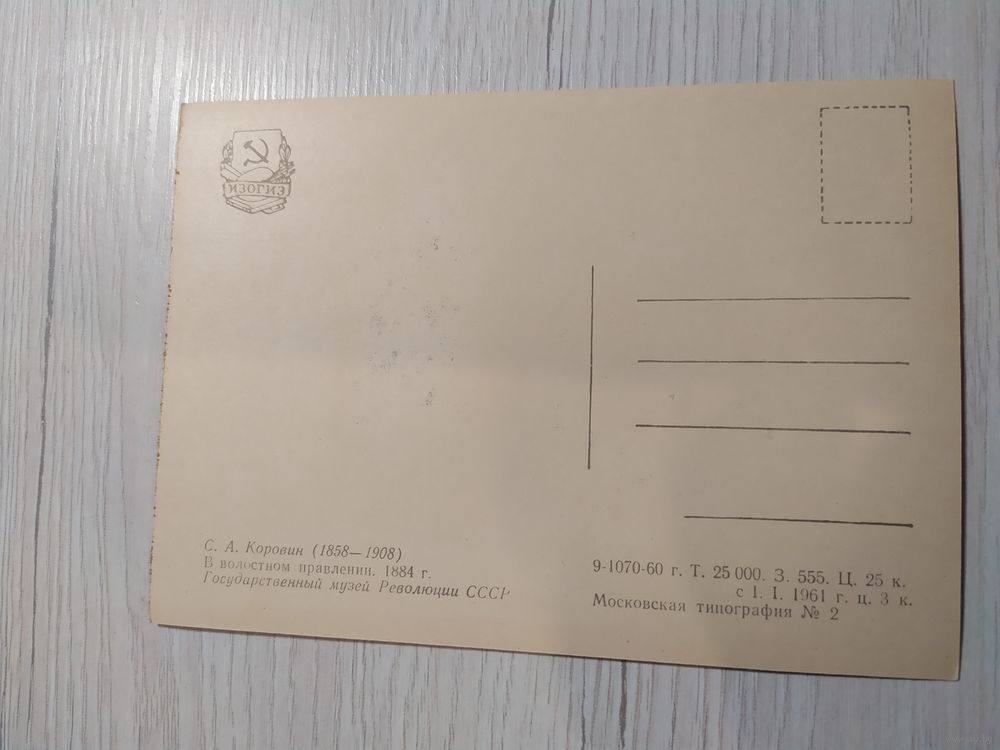 ИЗОГИЗ
С. А. Коровин (1858—1908)
В волостном правлении. 1884 г.
Государственный музей Революции СССР
9-1070-60 г. Т. 25 000. З. 555. Ц. 25 к.
с I. I. 1961 г. ц. 3 к.
Московская типография № 2